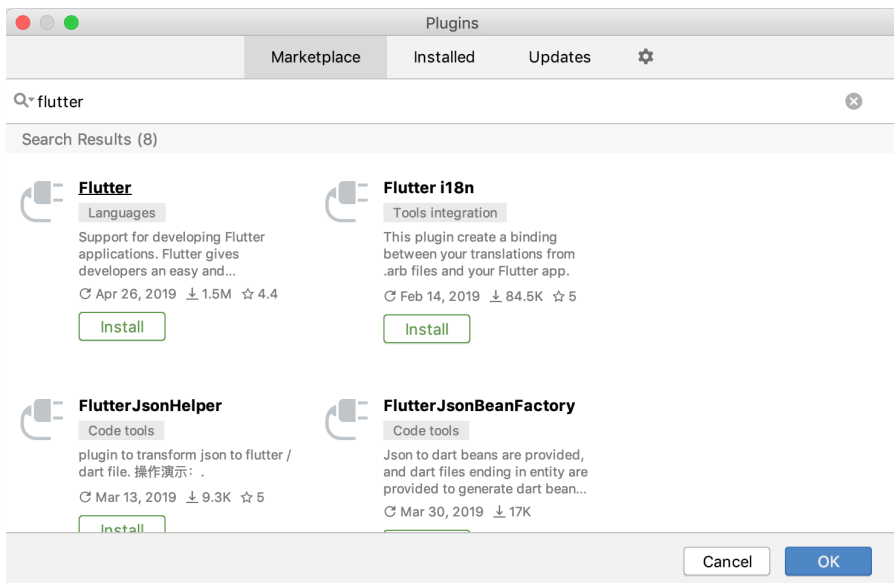 Plugins
Marketplace Installed Updates
flutter
Search Results (8)
Flutter
Languages
Support for developing Flutter
applications. Flutter gives
developers an easy and...
Apr 26, 2019 1.5M 4.4
Install
Flutter i18n
Tools integration
This plugin create a binding
between your translations from
.arb files and your Flutter app.
Feb 14, 2019 84.5K 5
Install
FlutterJsonHelper
Code tools
plugin to transform json to flutter /
dart file. 操作演示： .
Mar 13, 2019 9.3K 5
Install
FlutterJsonBeanFactory
Code tools
Json to dart beans are provided,
and dart files ending in entity are
provided to generate dart bean...
Mar 30, 2019 17K
Cancel OK